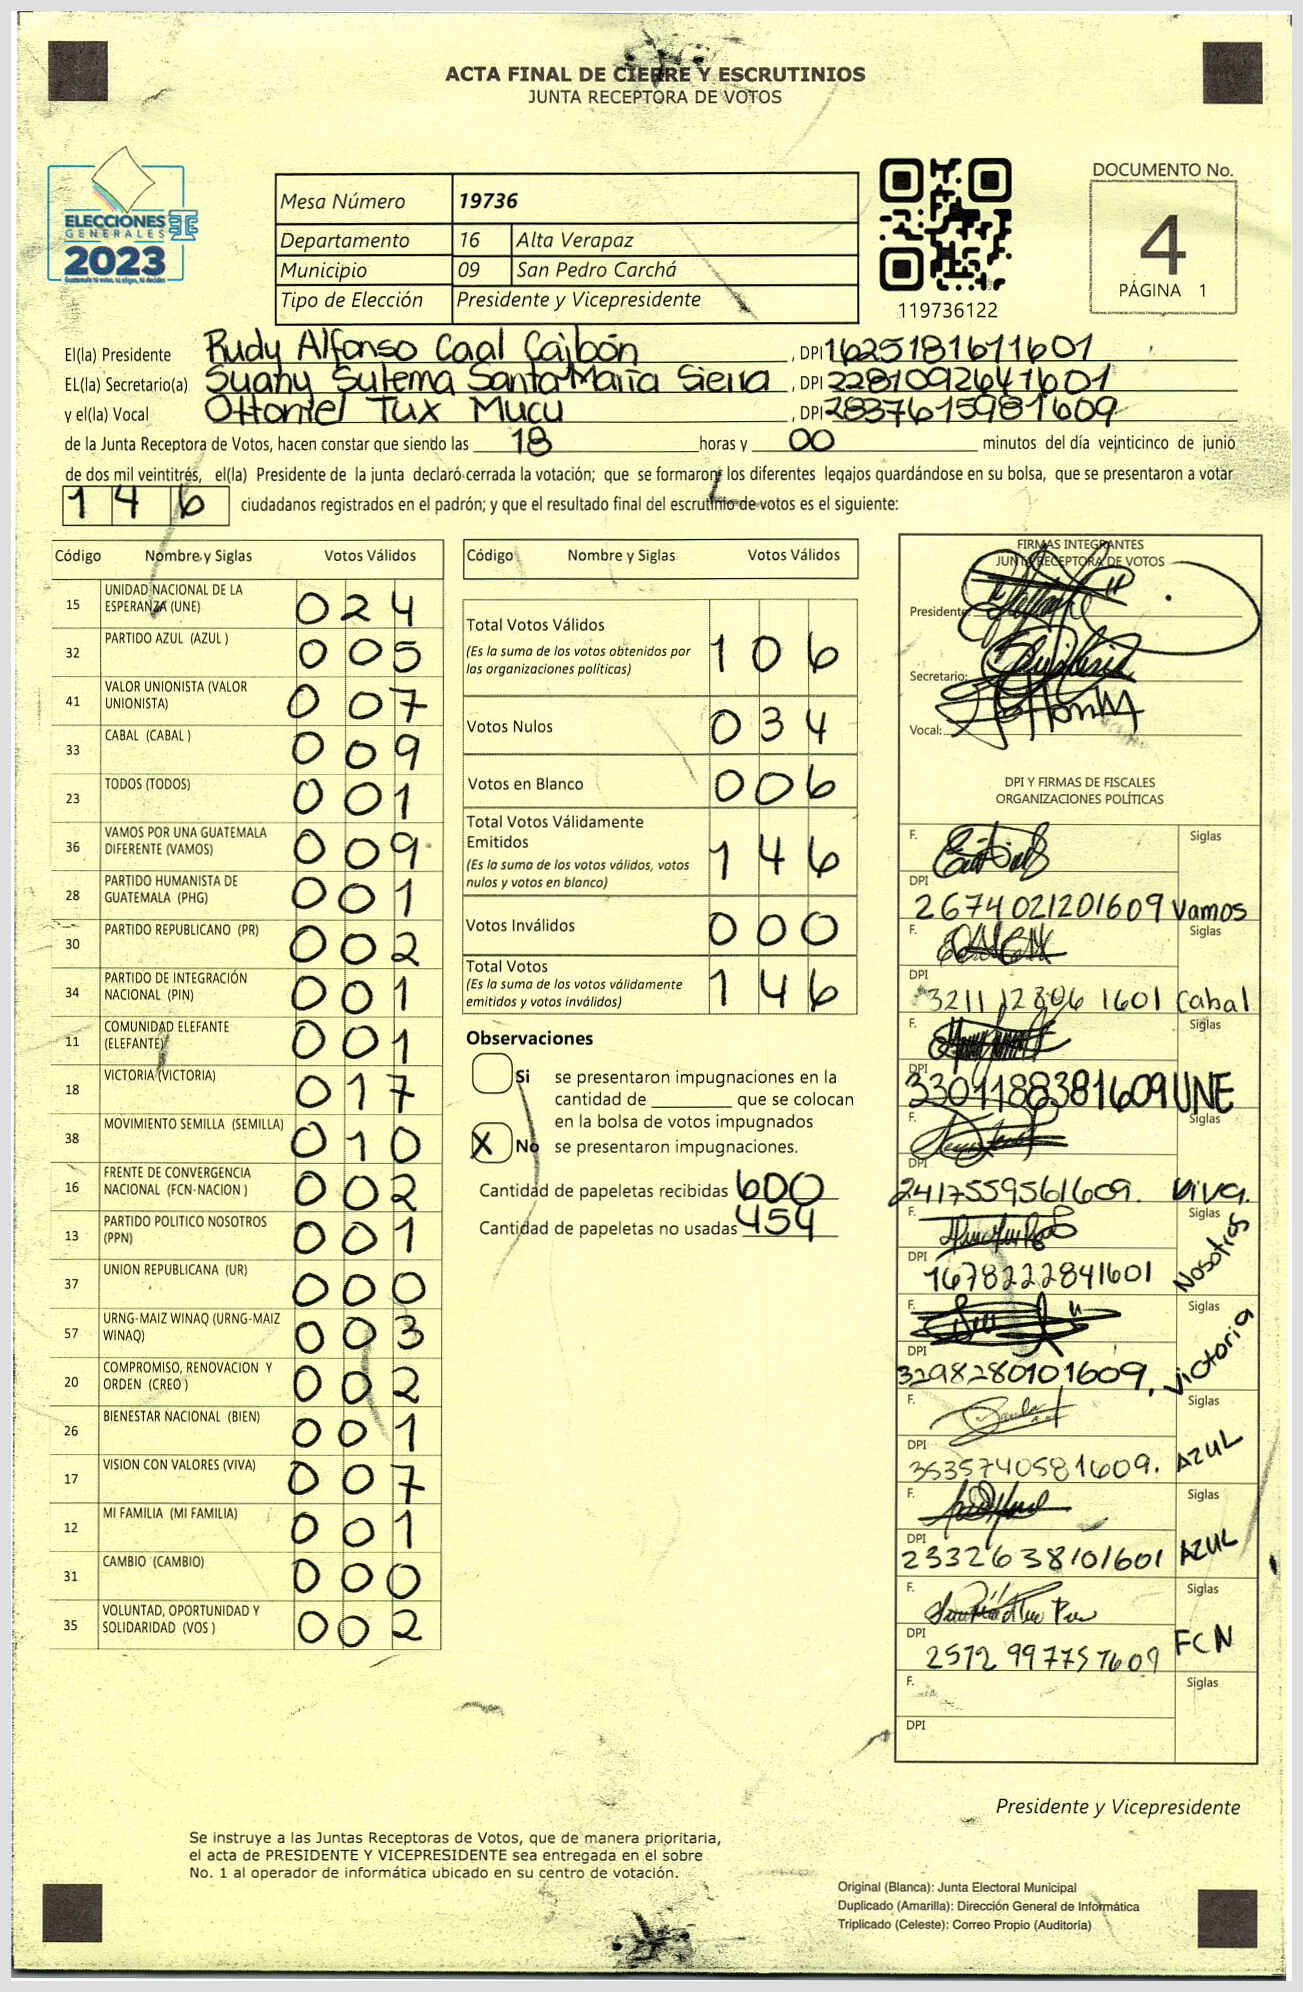 ACTA FINAL DE CIERRE Y ESCRUTINIOS
JUNTA RECEPTORA DE VOTOS
ELECCIONES
GENERALES
2023
Mesa Número 19736
Departamento 16 Alta Verapaz
Municipio 09 San Pedro Carchá
Tipo de Elección Presidente y Vicepresidente
119736122
DOCUMENTO No.
4
PÁGINA 1
El(la) Presidente Rudy Alfonso Caal Cajbón, DPI 1625181611601
EL(la) Secretario(a) Suany Sulema Santa María Sierra, DPI 2281092641601
y el(la) Vocal Ottoniel Tux Mucu, DPI 2837615981609
de la Junta Receptora de Votos, hacen constar que siendo las 18 horas y 00 minutos del día veinticinco de junio
de dos mil veintitrés, el(la) Presidente de la junta declaró cerrada la votación; que se formaron los diferentes legajos guardándose en su bolsa, que se presentaron a votar
146 ciudadanos registrados en el padrón; y que el resultado final del escrutinio de votos es el siguiente:
Código Nombre y Siglas Votos Válidos
15 UNIDAD NACIONAL DE LA
ESPERANZA (UNE) 024
32 PARTIDO AZUL (AZUL ) 005
41 VALOR UNIONISTA (VALOR
UNIONISTA) 007
33 CABAL (CABAL ) 009
23 TODOS (TODOS) 001
36 VAMOS POR UNA GUATEMALA
DIFERENTE (VAMOS) 009
28 PARTIDO HUMANISTA DE
GUATEMALA (PHG) 001
30 PARTIDO REPUBLICANO (PR) 002
34 PARTIDO DE INTEGRACIÓN
NACIONAL (PIN) 001
11 COMUNIDAD ELEFANTE
(ELEFANTE) 001
18 VICTORIA (VICTORIA) 017
38 MOVIMIENTO SEMILLA (SEMILLA) 010
16 FRENTE DE CONVERGENCIA
NACIONAL (FCN-NACION ) 002
13 PARTIDO POLITICO NOSOTROS
(PPN) 001
37 UNION REPUBLICANA (UR) 000
57 URNG-MAIZ WINAQ (URNG-MAIZ
WINAQ) 003
20 COMPROMISO, RENOVACION Y
ORDEN (CREO ) 002
26 BIENESTAR NACIONAL (BIEN) 001
17 VISION CON VALORES (VIVA) 007
12 MI FAMILIA (MI FAMILIA) 001
31 CAMBIO (CAMBIO) 000
35 VOLUNTAD, OPORTUNIDAD Y
SOLIDARIDAD (VOS ) 002
Código Nombre y Siglas Votos Válidos
Total Votos Válidos
(Es la suma de los votos obtenidos por
las organizaciones políticas) 106
Votos Nulos 034
Votos en Blanco 006
Total Votos Válidamente
Emitidos
(Es la suma de los votos válidos, votos
nulos y votos en blanco) 146
Votos Inválidos 000
Total Votos
(Es la suma de los votos válidamente
emitidos y votos inválidos) 146
Observaciones
Si se presentaron impugnaciones en la
cantidad de ________ que se colocan
en la bolsa de votos impugnados
X No se presentaron impugnaciones.
Cantidad de papeletas recibidas 600
Cantidad de papeletas no usadas 454
FIRMAS INTEGRANTES
JUNTA RECEPTORA DE VOTOS
Presidente:
Secretario:
Vocal:
DPI Y FIRMAS DE FISCALES
ORGANIZACIONES POLÍTICAS
F. Siglas
DPI
2674021201609 Vamos
F. Siglas
DPI
3211128061601 Cabal
F. Siglas
DPI
3301188381609 UNE
F. Siglas
DPI
2417559561609. Viva.
F. Siglas
DPI
1678222841601 Nosotros
F. Siglas
DPI
3298280101609. Victoria
F. Siglas
DPI
3535740581609. AZUL
F. Siglas
DPI
2332638101601 AZUL
F. Siglas
DPI
2572997751609 FCN
F. Siglas
DPI
Presidente y Vicepresidente
Se instruye a las Juntas Receptoras de Votos, que de manera prioritaria,
el acta de PRESIDENTE Y VICEPRESIDENTE sea entregada en el sobre
No. 1 al operador de informática ubicado en su centro de votación.
Original (Blanca): Junta Electoral Municipal
Duplicado (Amarilla): Dirección General de Informática
Triplicado (Celeste): Correo Propio (Auditoria)